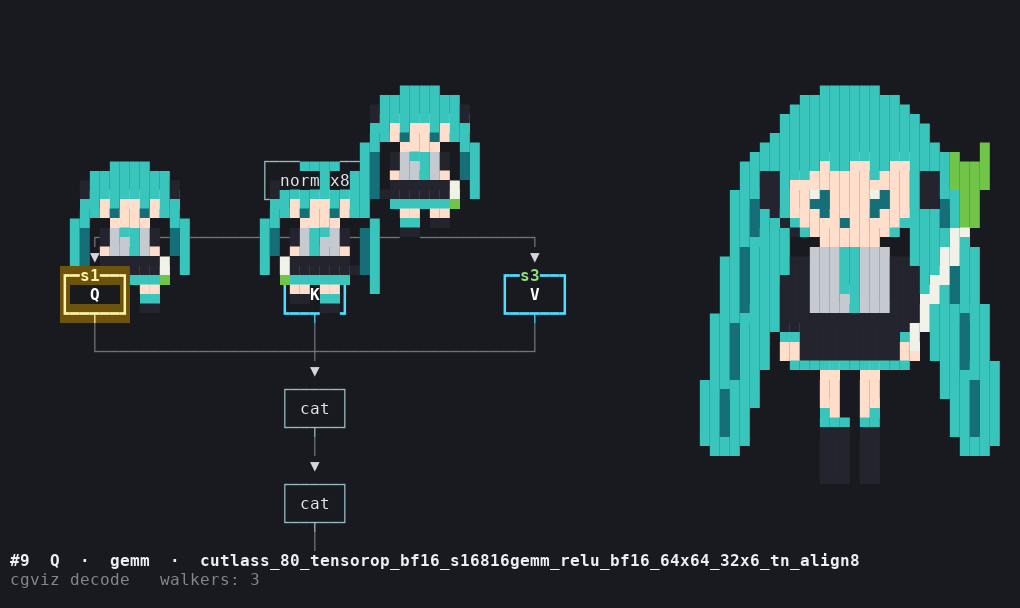 norm x8
s1
s3
Q
K
V
cat
cat
#9 Q · gemm · cutlass_80_tensorop_bf16_s16816gemm_relu_bf16_64x64_32x6_tn_align8
cgviz decode walkers: 3